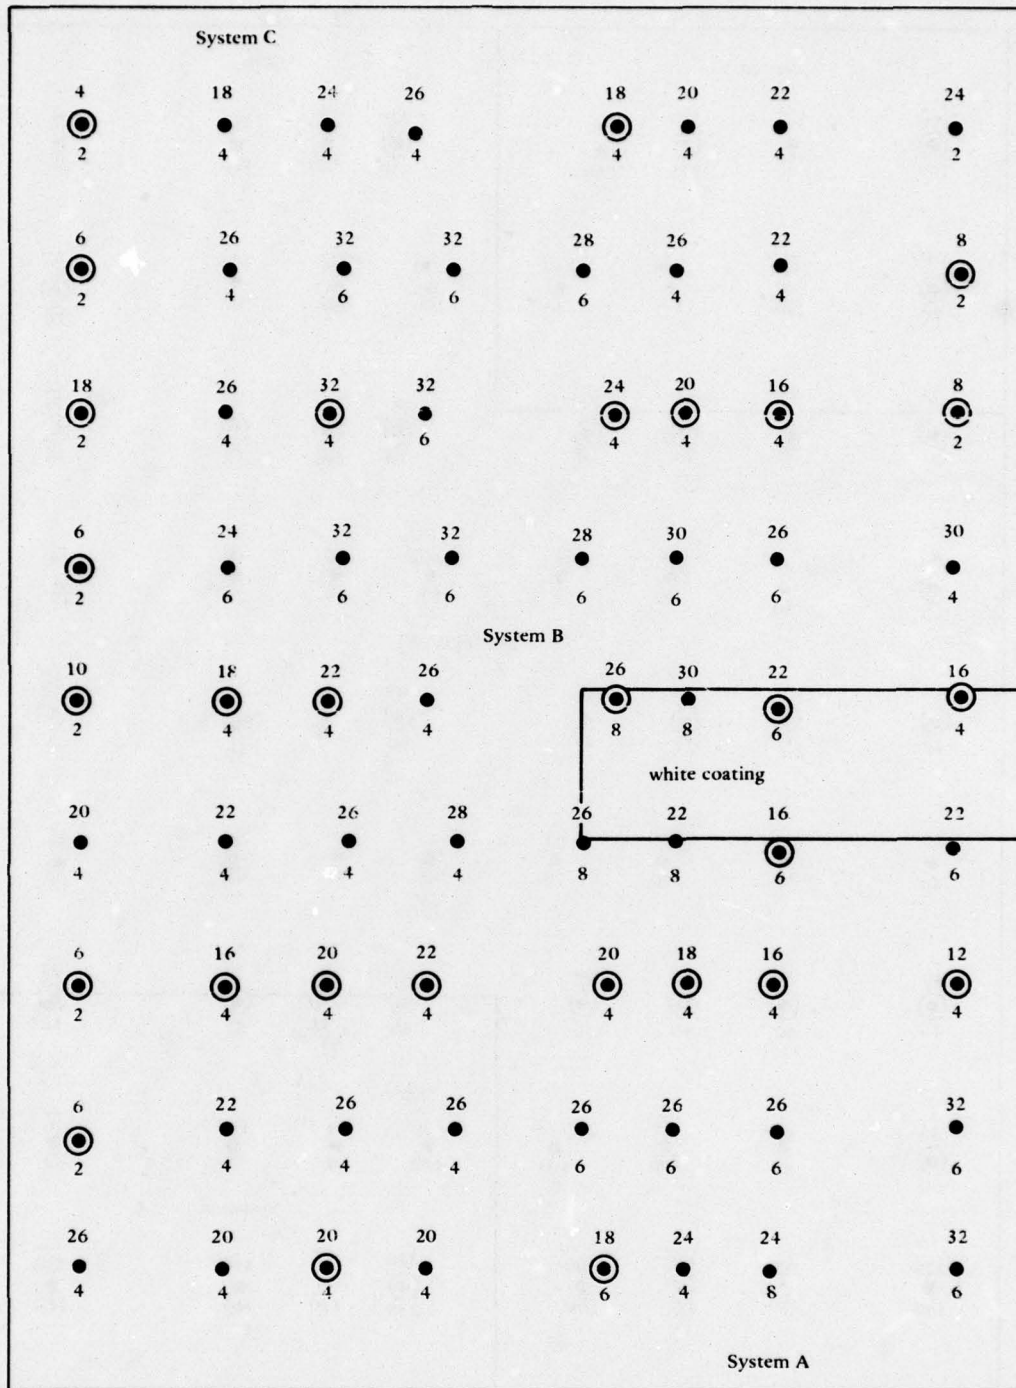 System C
4 18 24 26 18 20 22 24
2 4 4 4 4 4 4 2
6 26 32 32 28 26 22 8
2 4 6 6 6 4 4 2
18 26 32 32 24 20 16 8
2 4 4 6 4 4 4 2
6 24 32 32 28 30 26 30
2 6 6 6 6 6 6 4
System B
10 18 22 26 26 30 22 16
2 4 4 4 8 8 6 4
white coating
20 22 26 28 26 22 16 22
4 4 4 4 8 8 6 6
6 16 20 22 20 18 16 12
2 4 4 4 4 4 4 4
6 22 26 26 26 26 26 32
2 4 4 4 6 6 6 6
26 20 20 20 18 24 24 32
4 4 4 4 6 4 8 6
System A